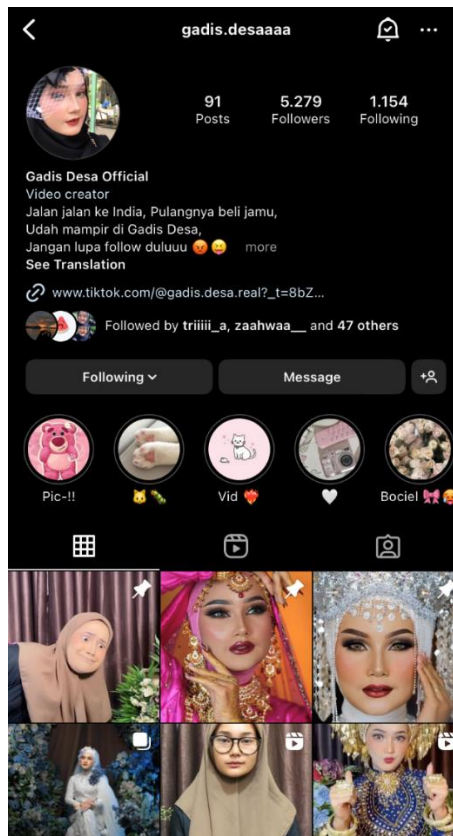 gadis.desaaaa
91 5.279 1.154
Posts Followers Following
Gadis Desa Official
Video creator
Jalan jalan ke India, Pulangnya beli jamu,
Udah mampir di Gadis Desa,
Jangan lupa follow duluuu 😡😝 more
See Translation
www.tiktok.com/@gadis.desa.real?_t=8bZ...
Followed by triiiii_a, zaahwaa__ and 47 others
Following Message
Pic-!! 🐱🐛 Vid ❤️‍🔥 🤍 Bociel 🎀🥵